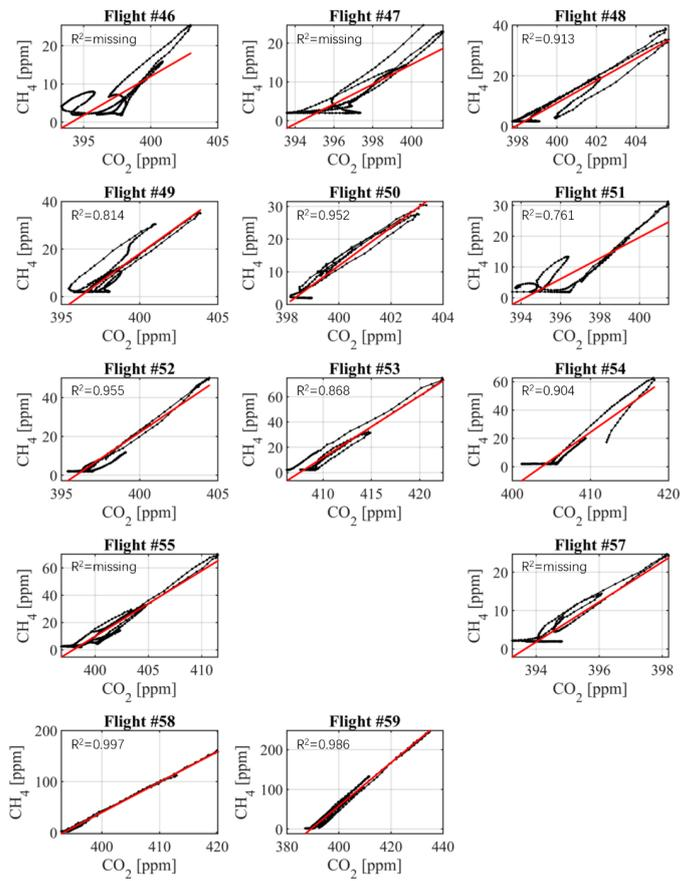 Flight #46
R²=missing
CH₄ [ppm]
20
10
0
395
400
405
CO₂ [ppm]
Flight #47
R²=missing
CH₄ [ppm]
20
10
0
394
396
398
400
CO₂ [ppm]
Flight #48
R²=0.913
CH₄ [ppm]
40
20
0
398
400
402
404
CO₂ [ppm]
Flight #49
R²=0.814
CH₄ [ppm]
40
20
0
395
400
405
CO₂ [ppm]
Flight #50
R²=0.952
CH₄ [ppm]
30
20
10
0
398
400
402
404
CO₂ [ppm]
Flight #51
R²=0.761
CH₄ [ppm]
30
20
10
0
394
396
398
400
CO₂ [ppm]
Flight #52
R²=0.955
CH₄ [ppm]
40
20
0
395
400
405
CO₂ [ppm]
Flight #53
R²=0.868
CH₄ [ppm]
60
40
20
0
410
415
420
CO₂ [ppm]
Flight #54
R²=0.904
CH₄ [ppm]
60
40
20
0
400
410
420
CO₂ [ppm]
Flight #55
R²=missing
CH₄ [ppm]
60
40
20
0
400
405
410
CO₂ [ppm]
Flight #57
R²=missing
CH₄ [ppm]
20
10
0
394
396
398
CO₂ [ppm]
Flight #58
R²=0.997
CH₄ [ppm]
200
100
0
400
410
420
CO₂ [ppm]
Flight #59
R²=0.986
CH₄ [ppm]
200
100
0
380
400
420
440
CO₂ [ppm]